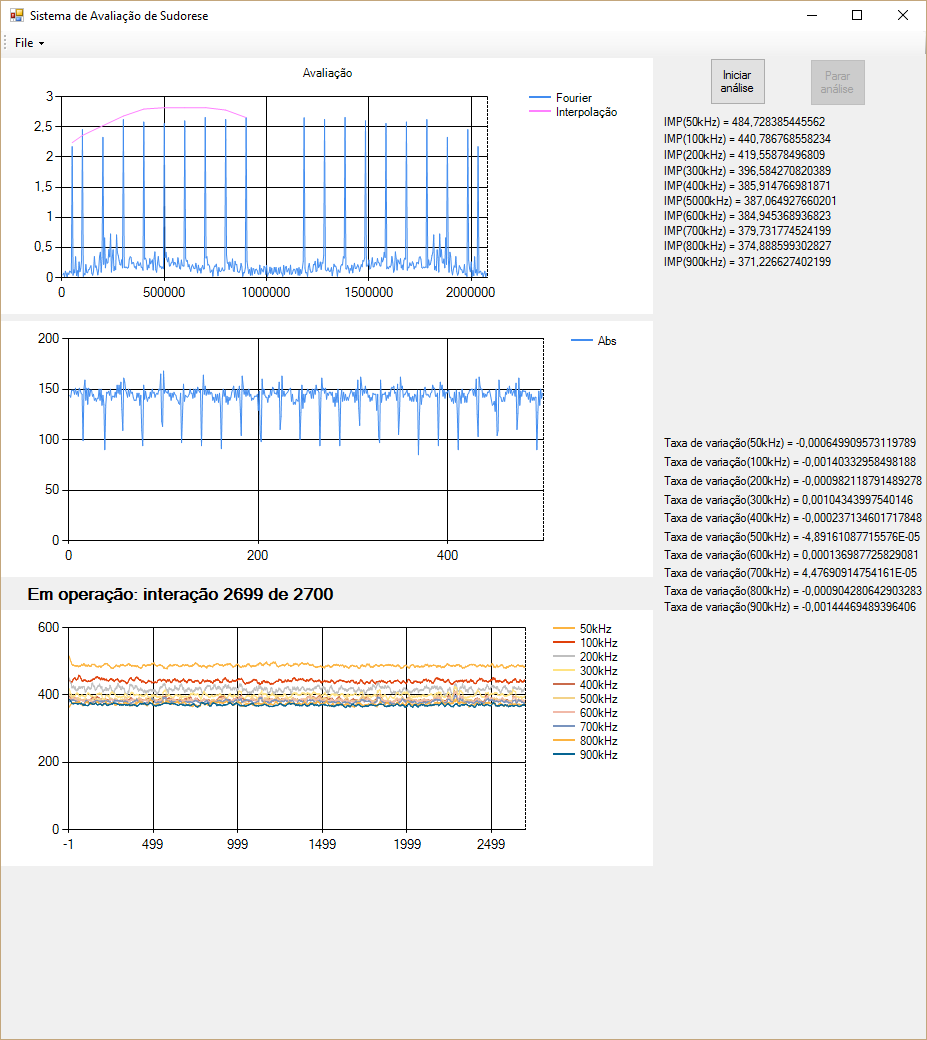 Sistema de Avaliação de Sudorese
File
Avaliação
3
2,5
2
1,5
1
0,5
0
0 500000 1000000 1500000 2000000
Fourier
Interpolação
Iniciar
análise
Parar
análise
IMP(50kHz) = 484,728385445562
IMP(100kHz) = 440,786768558234
IMP(200kHz) = 419,55878496809
IMP(300kHz) = 396,584270820389
IMP(400kHz) = 385,914766981871
IMP(5000kHz) = 387,064927660201
IMP(600kHz) = 384,945368936823
IMP(700kHz) = 379,731774524199
IMP(800kHz) = 374,888599302827
IMP(900kHz) = 371,226627402199
200
150
100
50
0
0 200 400
Abs
Taxa de variação(50kHz) = -0,000649909573119789
Taxa de variação(100kHz) = -0,00140332958498188
Taxa de variação(200kHz) = -0,000982118791489278
Taxa de variação(300kHz) = 0,00104343997540146
Taxa de variação(400kHz) = -0,000237134601717848
Taxa de variação(500kHz) = -4,89161087715576E-05
Taxa de variação(600kHz) = 0,000136987725829081
Taxa de variação(700kHz) = 4,47690914754161E-05
Taxa de variação(800kHz) = -0,000904280642903283
Taxa de variação(900kHz) = -0,00144469489396406
Em operação: interação 2699 de 2700
600
400
200
0
-1 499 999 1499 1999 2499
50kHz
100kHz
200kHz
300kHz
400kHz
500kHz
600kHz
700kHz
800kHz
900kHz